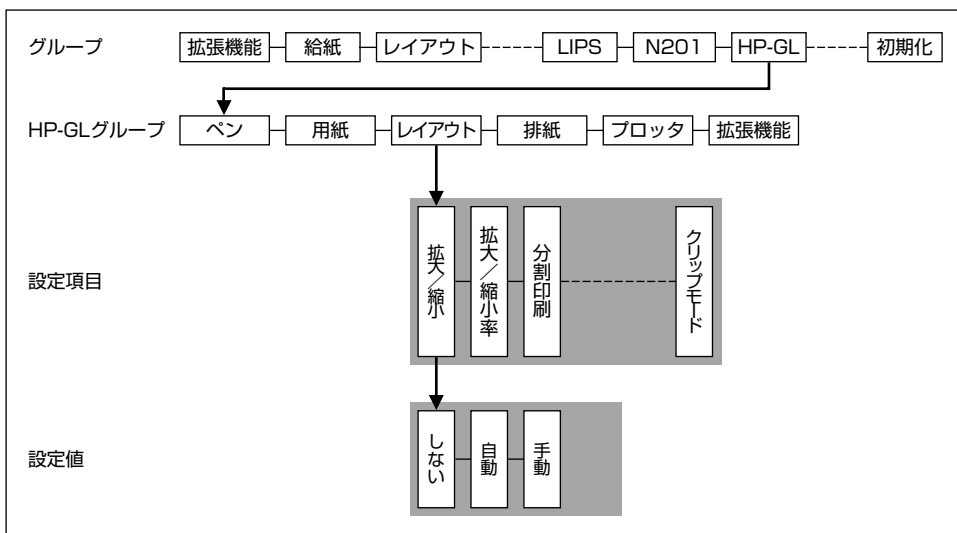 グループ 拡張機能 給紙 レイアウト LIPS N201 HP-GL 初期化
HP-GLグループ ペン 用紙 レイアウト 排紙 プロッタ 拡張機能
設定項目 拡大／縮小 拡大／縮小率 分割印刷 クリップモード
設定値 しない 自動 手動